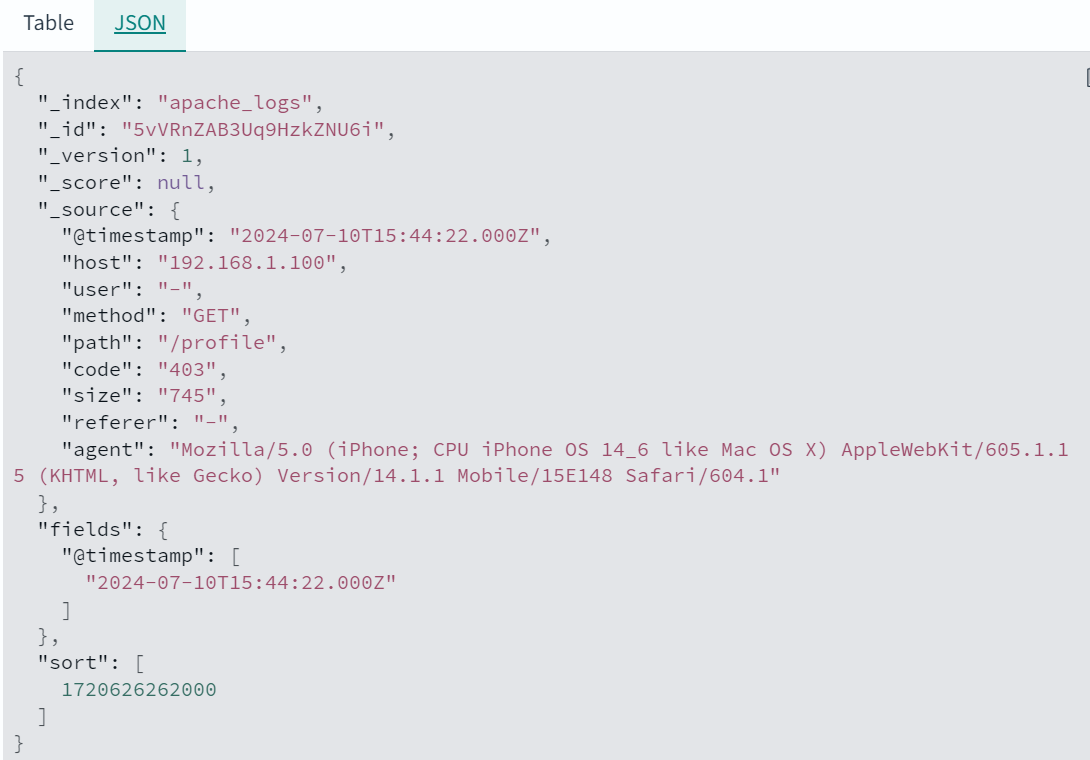 Table JSON
{
  "_index": "apache_logs",
  "_id": "5vVRnZAB3Uq9HzkZNU6i",
  "_version": 1,
  "_score": null,
  "_source": {
    "@timestamp": "2024-07-10T15:44:22.000Z",
    "host": "192.168.1.100",
    "user": "-",
    "method": "GET",
    "path": "/profile",
    "code": "403",
    "size": "745",
    "referer": "-",
    "agent": "Mozilla/5.0 (iPhone; CPU iPhone OS 14_6 like Mac OS X) AppleWebKit/605.1.1
5 (KHTML, like Gecko) Version/14.1.1 Mobile/15E148 Safari/604.1"
  },
  "fields": {
    "@timestamp": [
      "2024-07-10T15:44:22.000Z"
    ]
  },
  "sort": [
    1720626262000
  ]
}